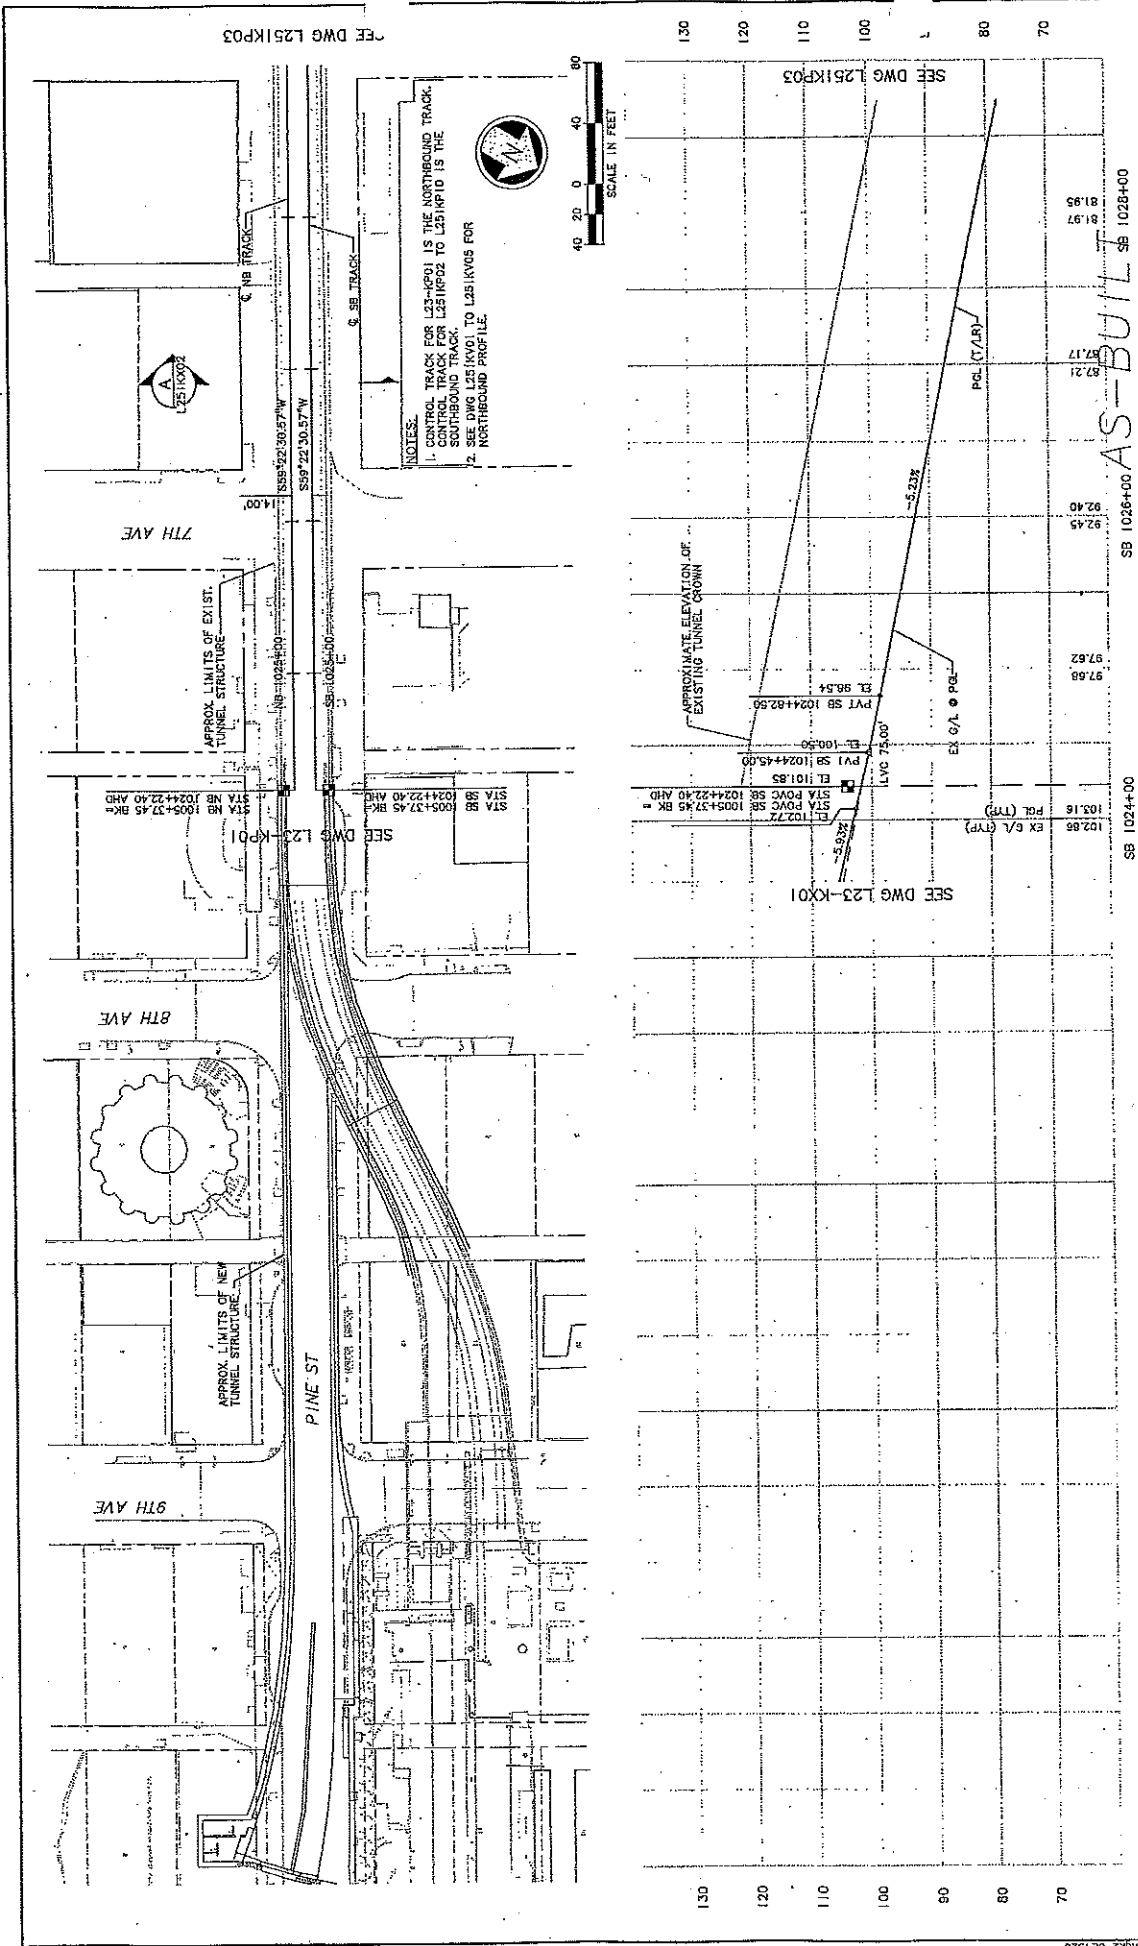 SEE DWG L251KP03
7TH AVE
8TH AVE
9TH AVE
PINE ST
℄ NB TRACK
℄ SB TRACK
A
L251KX02
S59°22'30.57"W
S59°22'30.57"W
14.00'
APPROX. LIMITS OF EXIST.
TUNNEL STRUCTURE
NB 1025+00
SB 1025+00
STA NB 1005+37.45 BK=
STA NB 1024+22.40 AHD
STA SB 1005+37.45 BK=
STA SB 1024+22.40 AHD
SEE DWG L23-KP01
APPROX. LIMITS OF NEW
TUNNEL STRUCTURE
NOTES:
1. CONTROL TRACK FOR L23-KP01 IS THE NORTHBOUND TRACK.
CONTROL TRACK FOR L251KP02 TO L251KP10 IS THE
SOUTHBOUND TRACK.
2. SEE DWG L251KV01 TO L251KV05 FOR
NORTHBOUND PROFILE.
N
40 20 0 40 80
SCALE IN FEET
130
120
110
100
80
70
SEE DWG L251KP03
APPROXIMATE ELEVATION OF
EXISTING TUNNEL CROWN
PGL (T/LR)
-5.23%
EX G/L @ PGL
PVT SB 1024+82.50
EL 98.54
PVI SB 1024+45.00
EL 100.50
LVC 75.00'
STA POVC SB 1005+37.45 BK =
STA POVC SB 1024+22.40 AHD
EL 101.85
EL 102.72
-5.93%
SEE DWG L23-KX01
EX G/L (TYP)
PGL (TYP)
102.86
103.16
97.68
97.62
92.45
92.40
87.21
87.17
81.97
81.95
SB 1024+00
SB 1026+00
SB 1028+00
AS-BUIL
130
120
110
100
90
80
70